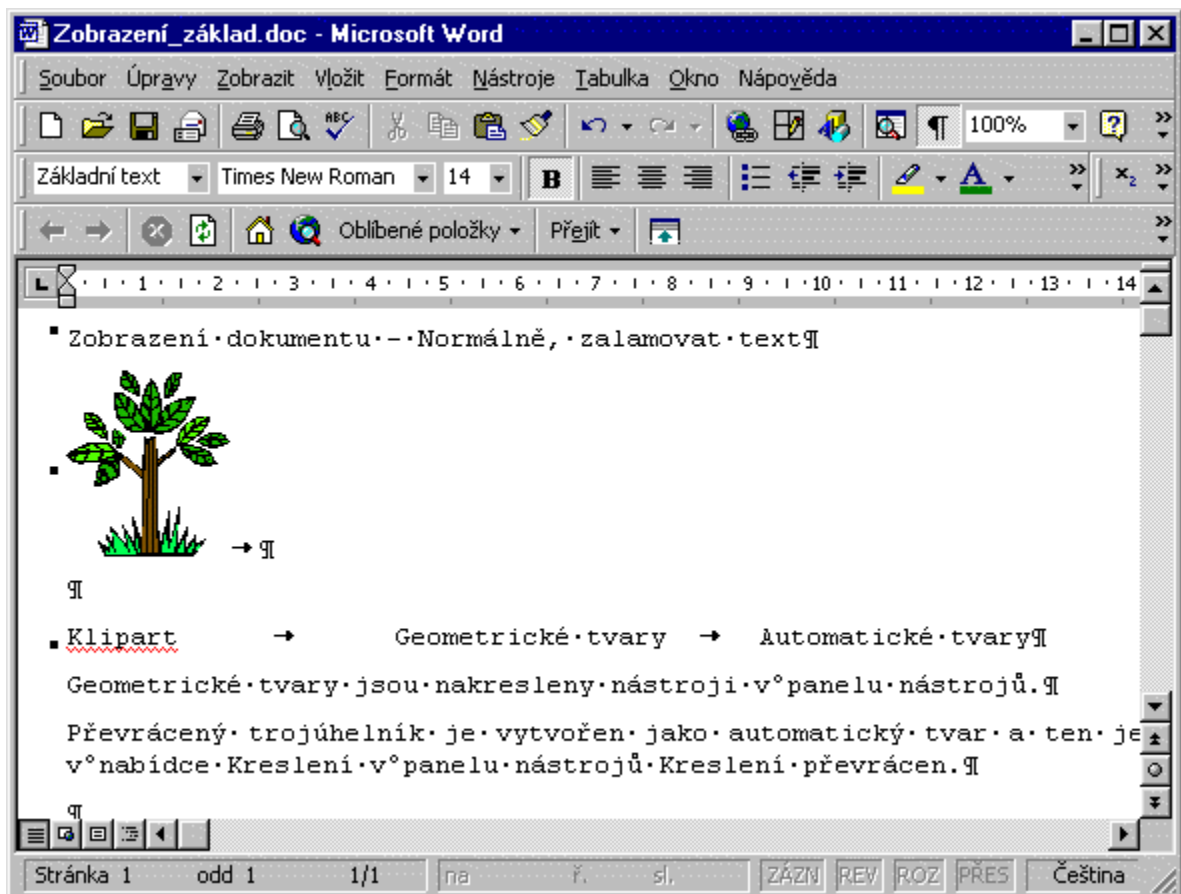 Zobrazení_základ.doc - Microsoft Word
Soubor Úpravy Zobrazit Vložit Formát Nástroje Tabulka Okno Nápověda
ABC ¶ 100% ?
Základní text Times New Roman 14 B A x₂
Oblíbené položky Přejít
L 1 2 3 4 5 6 7 8 9 10 11 12 13 14
Zobrazení·dokumentu·–·Normálně,·zalamovat·text¶
→¶
¶
Klipart → Geometrické·tvary → Automatické·tvary¶
Geometrické·tvary·jsou·nakresleny·nástroji·v°panelu·nástrojů.¶
Převrácený·trojúhelník·je·vytvořen·jako·automatický·tvar·a·ten·je
v°nabídce·Kreslení·v°panelu·nástrojů·Kreslení·převrácen.¶
¶
Stránka 1 odd 1 1/1 na ř. sl. ZÁZN REV ROZ PŘES Čeština